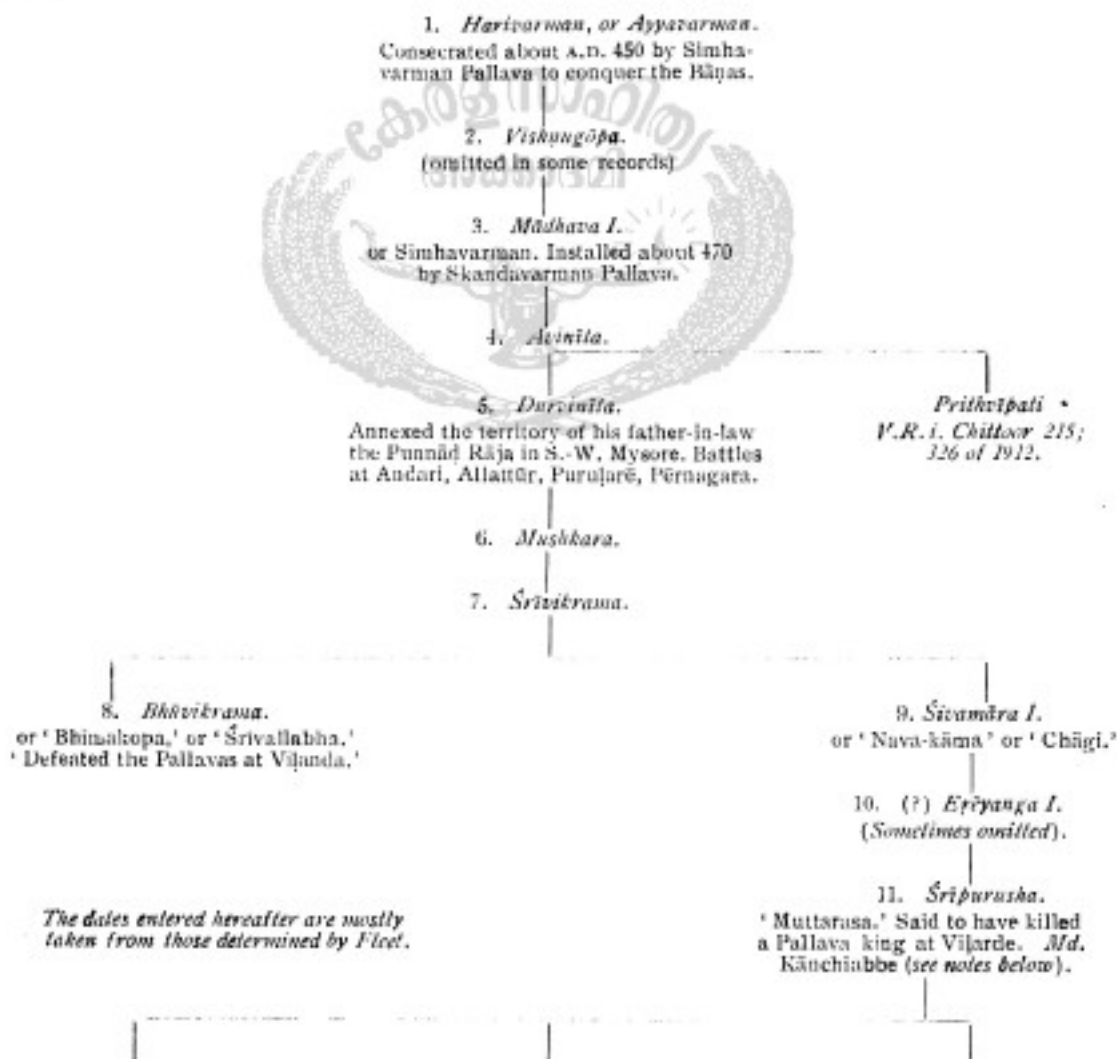 1. Harivarman, or Ayyavarman.
Consecrated about A.D. 450 by Simha-
varman Pallava to conquer the Bāṇas.
കേരള സാഹിത്യ
അക്കാദമി
2. Vishṇugōpa.
(omitted in some records)
3. Mādhava I.
or Simhavarman. Installed about 470
by Skandavarman Pallava.
4. Avinīta.
5. Durvinīta.
Annexed the territory of his father-in-law
the Punnāḍ Rāja in S.-W. Mysore. Battles
at Andari, Allattūr, Puruḷarē, Pērnagara.
Prithvīpati
V.R. i. Chittoor 215;
326 of 1912.
6. Mushkara.
7. Śrīvikrama.
8. Bhūvikrama.
or ' Bhimakopa,' or ' Śrīvallabha.'
' Defeated the Pallavas at Viḷanda.'
9. Śivamāra I.
or ' Nava-kāma ' or ' Chāgi.'
10. (?) Eṛēyanga I.
(Sometimes omitted).
11. Śrīpurusha.
' Muttarasa.' Said to have killed
a Pallava king at Viḷarde. Md.
Kānchiabbe (see notes below).
The dates entered hereafter are mostly
taken from those determined by Fleet.